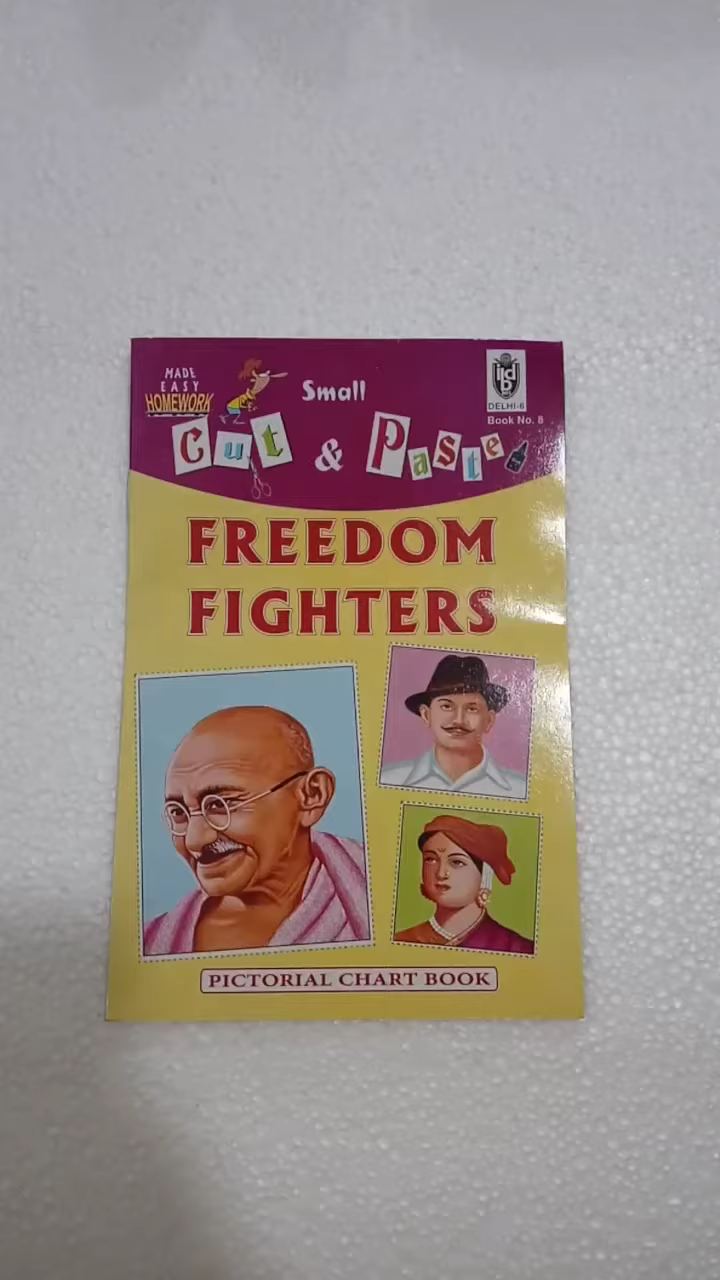 MADE
EASY
HOMEWORK
Small
Cut & Paste
DELHI-6
Book No. 8
FREEDOM
FIGHTERS
PICTORIAL CHART BOOK